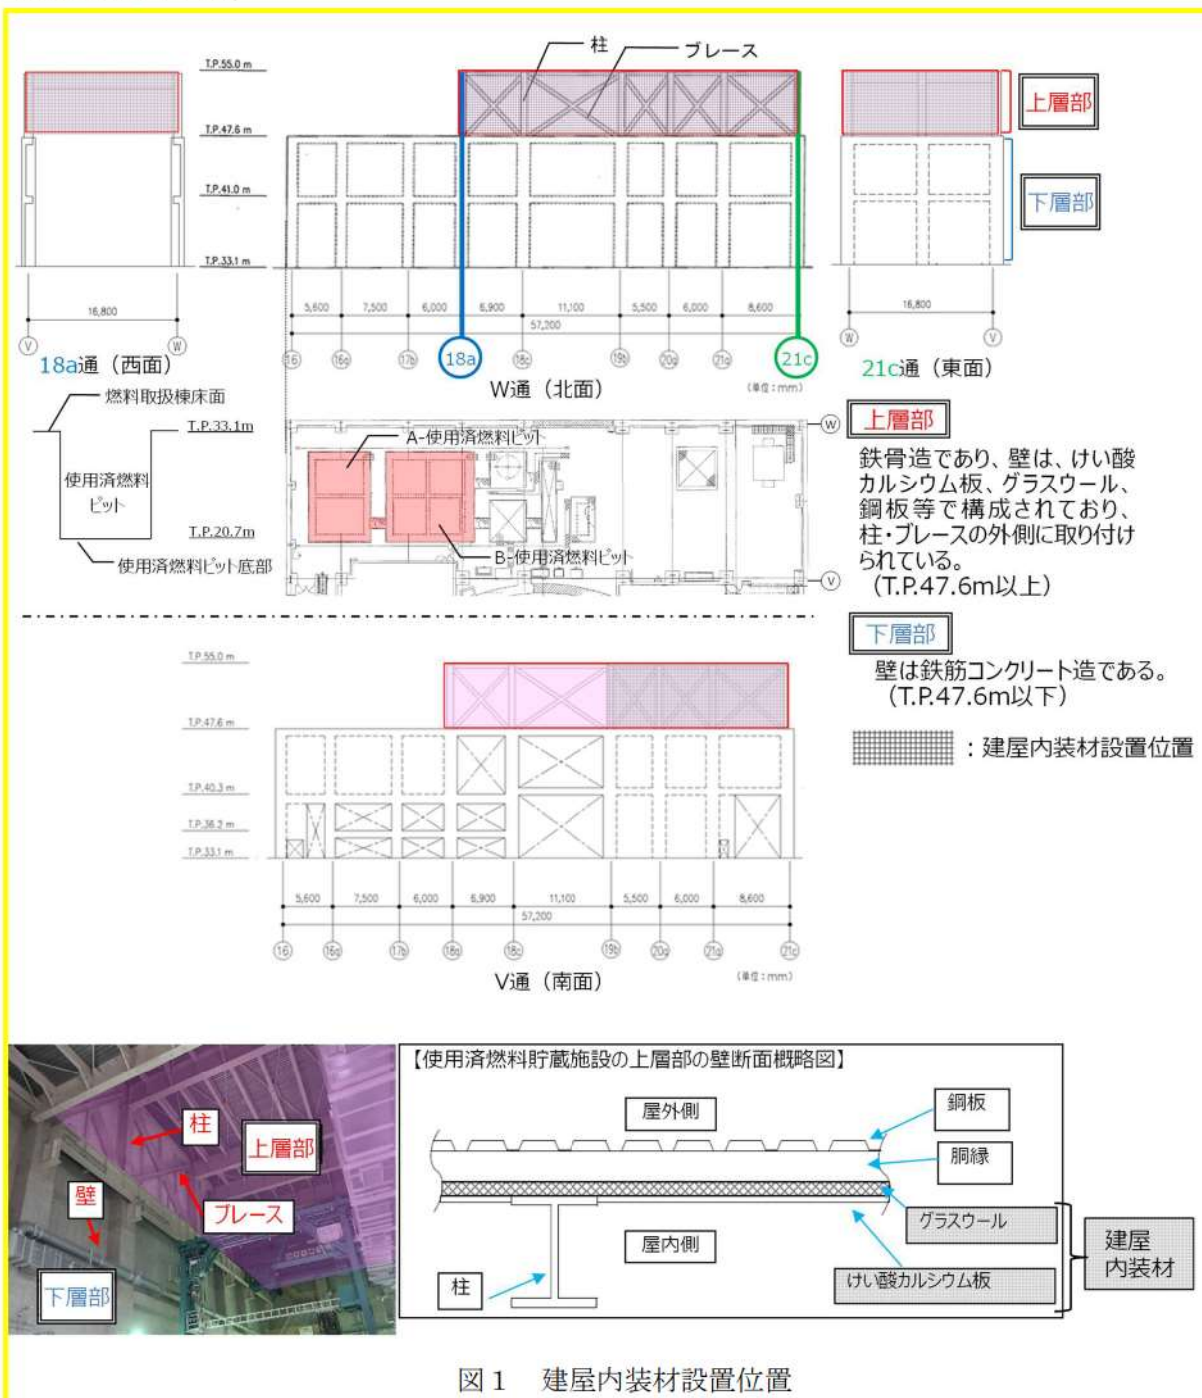 柱
ブレース
T.P.55.0 m
T.P.47.6 m
T.P.41.0 m
T.P.33.1 m
上層部
下層部
16,800
V
W
18a通（西面）
5,600
7,500
6,000
6,900
11,100
5,500
6,000
8,600
57,200
16
16a
17b
18a
18c
19b
20a
21a
21c
W通（北面）
(単位：mm)
16,800
W
V
21c通（東面）
燃料取扱棟床面
T.P.33.1m
使用済燃料
ピット
T.P.20.7m
使用済燃料ピット底部
A-使用済燃料ピット
B-使用済燃料ピット
W
V
上層部
鉄骨造であり、壁は、けい酸
カルシウム板、グラスウール、
鋼板等で構成されており、
柱・ブレースの外側に取り付け
られている。
（T.P.47.6m以上）
下層部
壁は鉄筋コンクリート造である。
（T.P.47.6m以下）
：建屋内装材設置位置
T.P.55.0 m
T.P.47.6 m
T.P.40.3 m
T.P.36.2 m
T.P.33.1 m
5,600
7,500
6,000
6,900
11,100
5,500
6,000
8,600
57,200
16
16a
17b
18a
18c
19b
20a
21a
21c
V通（南面）
(単位：mm)
柱
上層部
壁
ブレース
下層部
【使用済燃料貯蔵施設の上層部の壁断面概略図】
屋外側
鋼板
胴縁
グラスウール
屋内側
けい酸カルシウム板
柱
建屋
内装材
図１　建屋内装材設置位置